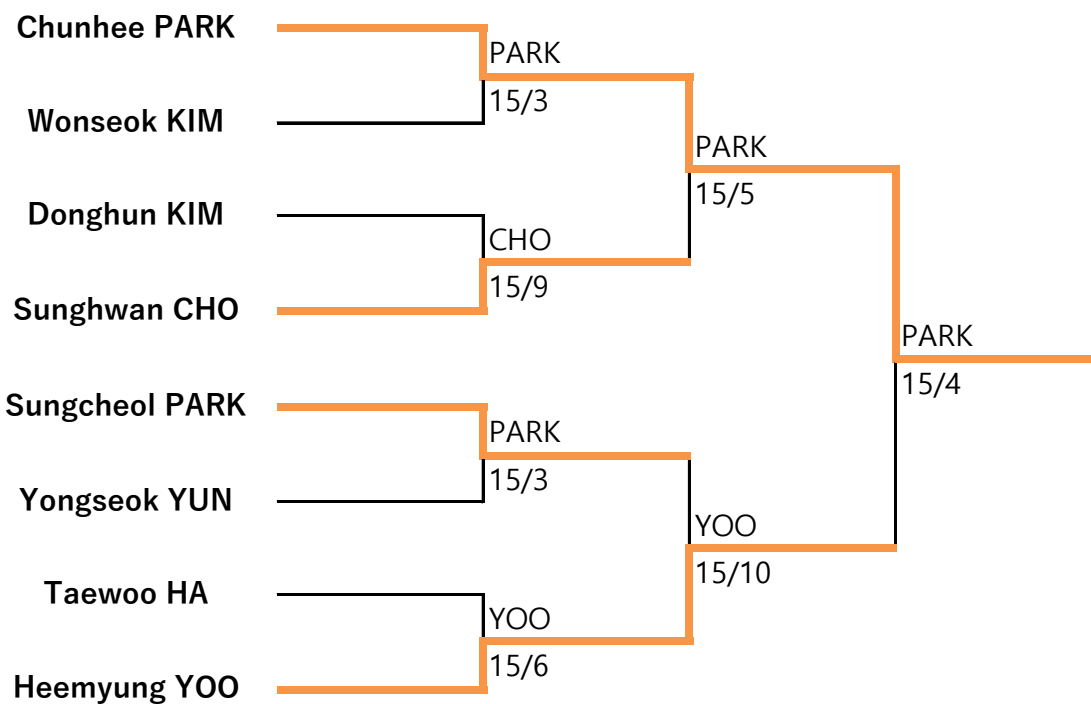 Chunhee PARK
PARK
15/3
Wonseok KIM
PARK
15/5
Donghun KIM
CHO
15/9
Sunghwan CHO
PARK
15/4
Sungcheol PARK
PARK
15/3
Yongseok YUN
YOO
15/10
Taewoo HA
YOO
15/6
Heemyung YOO